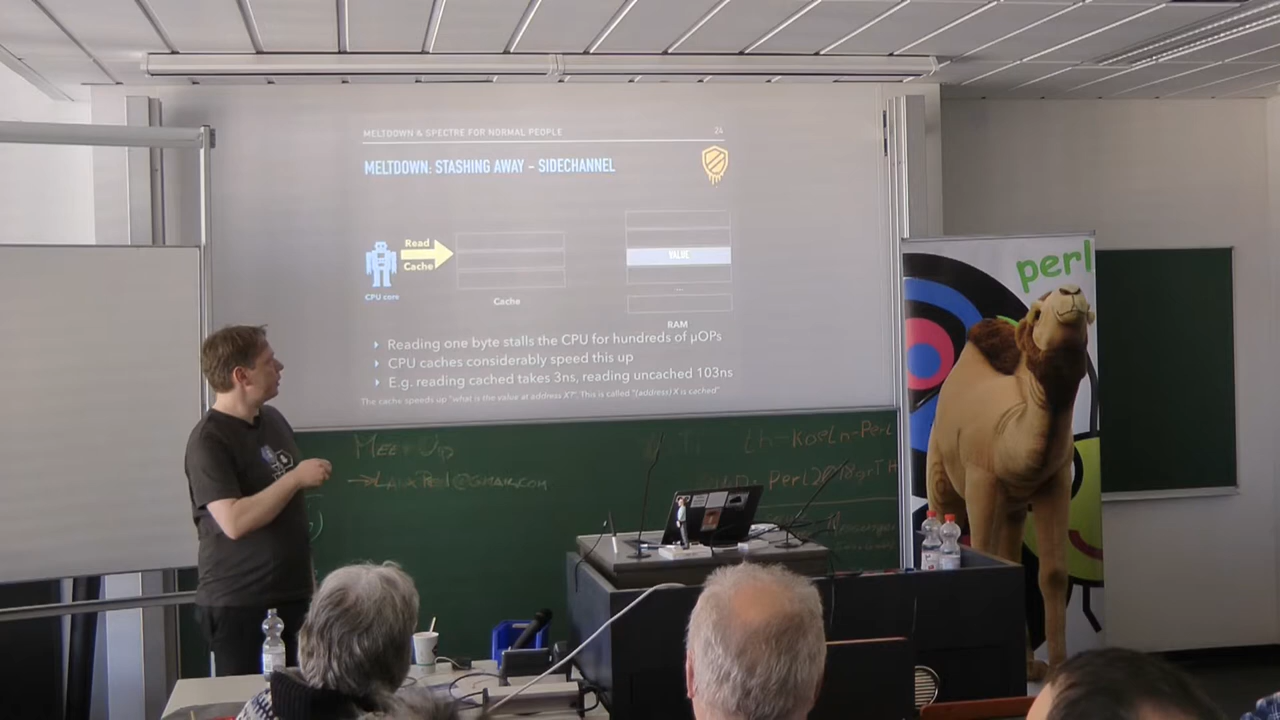 MELTDOWN & SPECTRE FOR NORMAL PEOPLE 24
MELTDOWN: STASHING AWAY – SIDECHANNEL
Read
Cache
CPU core
Cache
VALUE
...
RAM
Reading one byte stalls the CPU for hundreds of µOPs
CPU caches considerably speed this up
E.g. reading cached takes 3ns, reading uncached 103ns
The cache speeds up "what is the value at address X?". This is called "(address) X is cached"
perl
Meet Up
th-Koeln-Perl